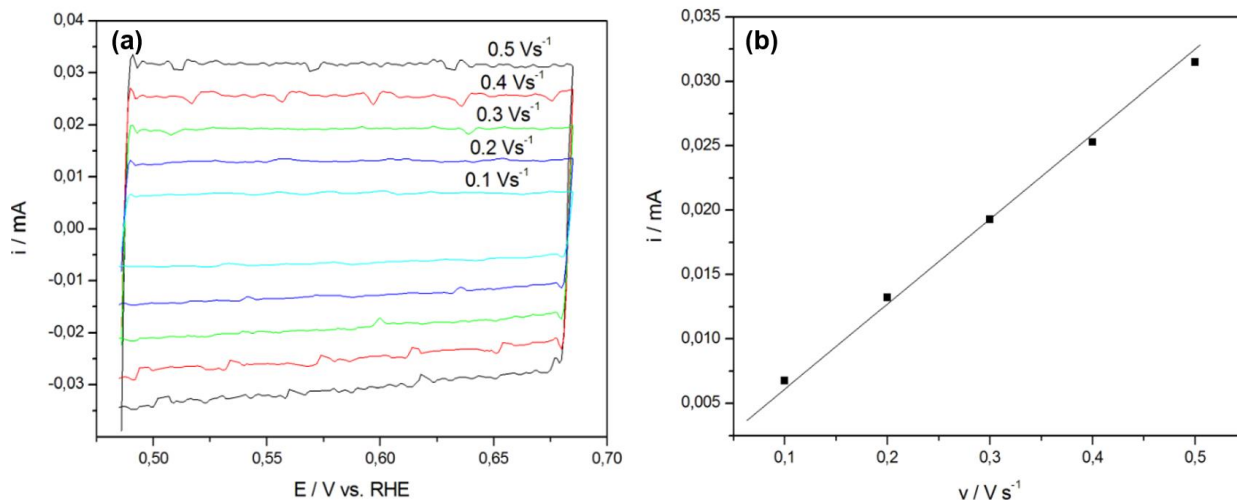 (a)
0.5 Vs⁻¹
0.4 Vs⁻¹
0.3 Vs⁻¹
0.2 Vs⁻¹
0.1 Vs⁻¹
0,04
0,03
0,02
0,01
0,00
-0,01
-0,02
-0,03
i / mA
0,50 0,55 0,60 0,65 0,70
E / V vs. RHE
(b)
0,035
0,030
0,025
0,020
0,015
0,010
0,005
i / mA
0,1 0,2 0,3 0,4 0,5
v / V s⁻¹